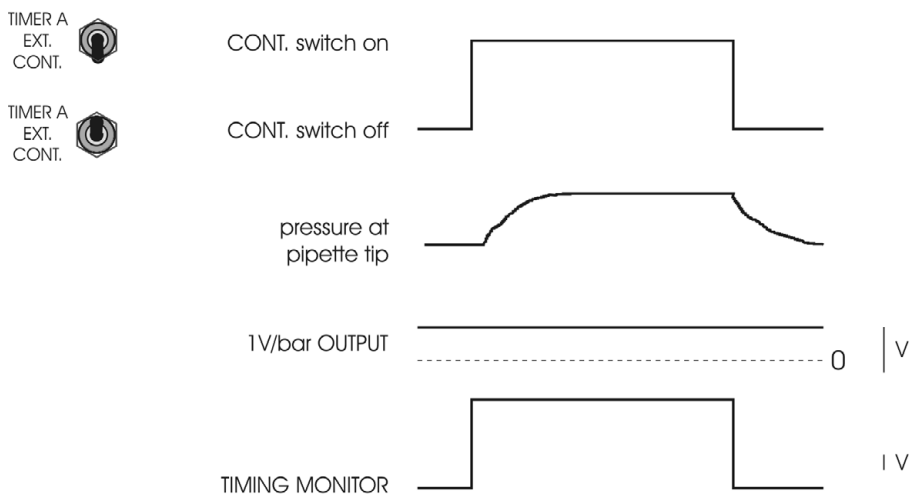 TIMER A
EXT.
CONT.
CONT. switch on
TIMER A
EXT.
CONT.
CONT. switch off
pressure at
pipette tip
1V/bar OUTPUT
0
V
TIMING MONITOR
V